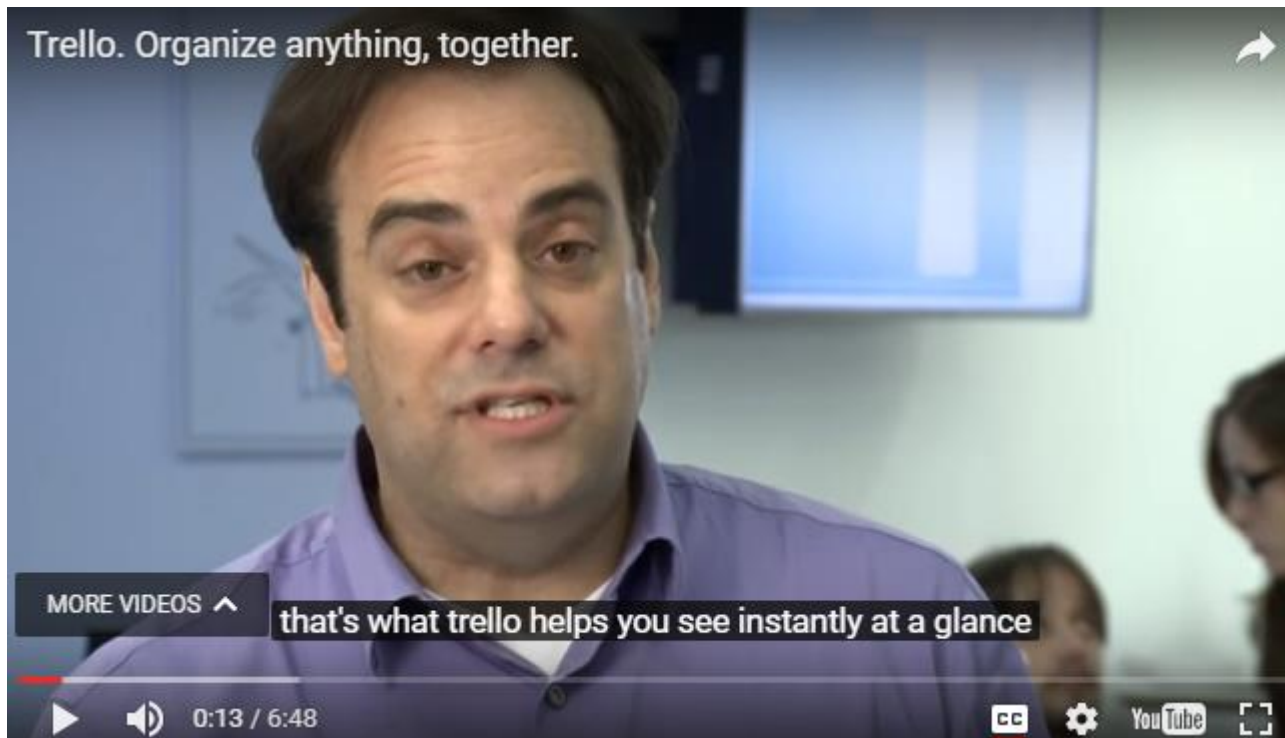 Trello. Organize anything, together.
MORE VIDEOS
that's what trello helps you see instantly at a glance
0:13 / 6:48
CC
YouTube